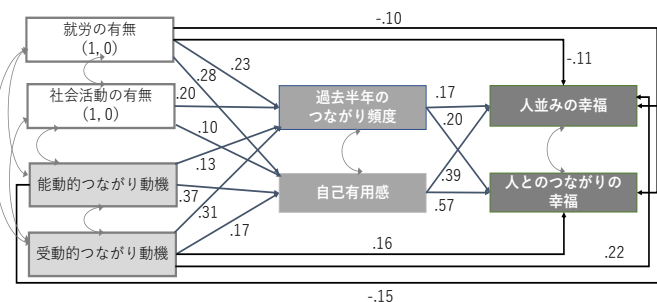 -.10
就労の有無
(1, 0)
.23
-.11
.28
社会活動の有無
(1, 0)
.20
過去半年の
つながり頻度
.17
人並みの幸福
.10
.20
.13
能動的つながり動機
.37
自己有用感
.39
人とのつながりの
幸福
.31
.57
.17
受動的つながり動機
.16
.22
-.15